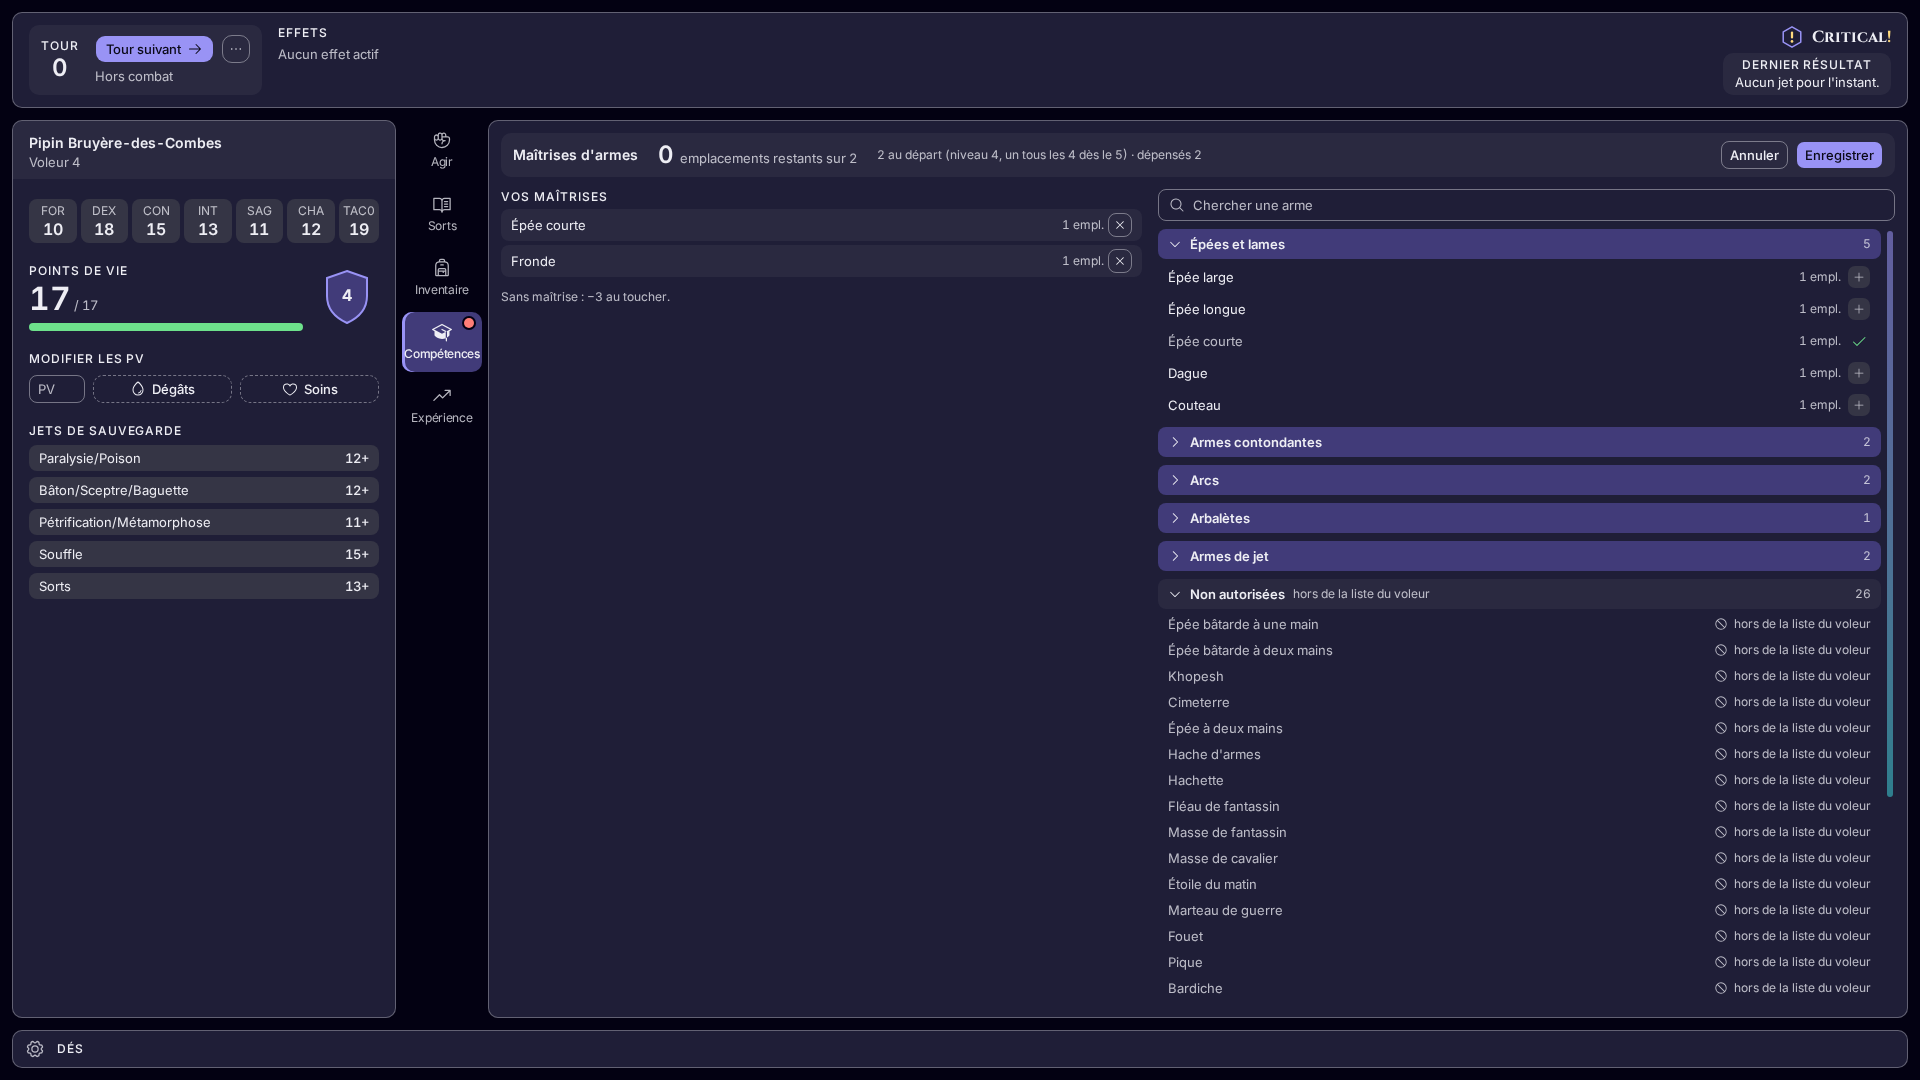 TOUR
0
Tour suivant
Hors combat
EFFETS
Aucun effet actif
CRITICAL!
DERNIER RÉSULTAT
Aucun jet pour l'instant.
Pipin Bruyère-des-Combes
Voleur 4
FOR
10
DEX
18
CON
15
INT
13
SAG
11
CHA
12
TAC0
19
POINTS DE VIE
17 / 17
4
MODIFIER LES PV
PV
Dégâts
Soins
JETS DE SAUVEGARDE
Paralysie/Poison 12+
Bâton/Sceptre/Baguette 12+
Pétrification/Métamorphose 11+
Souffle 15+
Sorts 13+
Agir
Sorts
Inventaire
Compétences
Expérience
Maîtrises d'armes 0 emplacements restants sur 2 2 au départ (niveau 4, un tous les 4 dès le 5) · dépensés 2
Annuler
Enregistrer
VOS MAÎTRISES
Épée courte 1 empl.
Fronde 1 empl.
Sans maîtrise : −3 au toucher.
Chercher une arme
Épées et lames 5
Épée large 1 empl.
Épée longue 1 empl.
Épée courte 1 empl.
Dague 1 empl.
Couteau 1 empl.
Armes contondantes 2
Arcs 2
Arbalètes 1
Armes de jet 2
Non autorisées hors de la liste du voleur 26
Épée bâtarde à une main hors de la liste du voleur
Épée bâtarde à deux mains hors de la liste du voleur
Khopesh hors de la liste du voleur
Cimeterre hors de la liste du voleur
Épée à deux mains hors de la liste du voleur
Hache d'armes hors de la liste du voleur
Hachette hors de la liste du voleur
Fléau de fantassin hors de la liste du voleur
Masse de fantassin hors de la liste du voleur
Masse de cavalier hors de la liste du voleur
Étoile du matin hors de la liste du voleur
Marteau de guerre hors de la liste du voleur
Fouet hors de la liste du voleur
Pique hors de la liste du voleur
Bardiche hors de la liste du voleur
DÉS